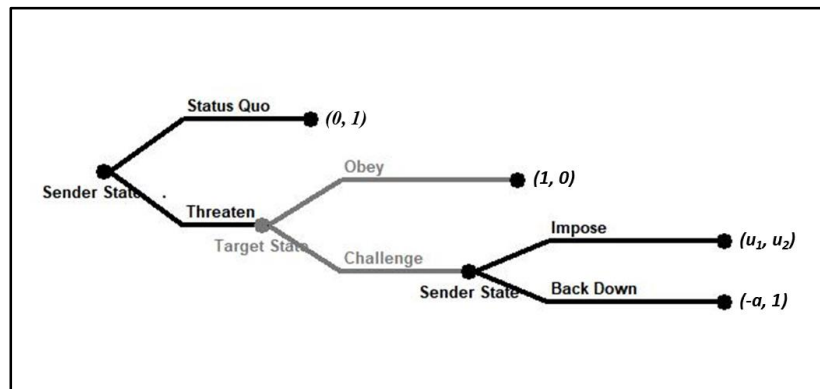 Status Quo
(0, 1)
Sender State
Obey
(1, 0)
Threaten
Target State
Impose
(u₁, u₂)
Challenge
Sender State
Back Down
(-a, 1)